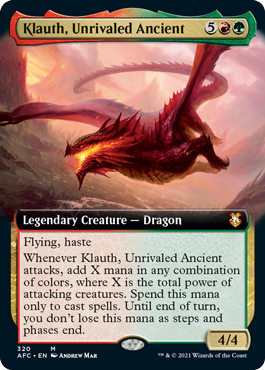 Klauth, Unrivaled Ancient 5
Legendary Creature — Dragon
Flying, haste
Whenever Klauth, Unrivaled Ancient
attacks, add X mana in any combination
of colors, where X is the total power of
attacking creatures. Spend this mana
only to cast spells. Until end of turn,
you don't lose this mana as steps and
phases end.
4/4
320 M
AFC • EN ANDREW MAR
™ & © 2021 Wizards of the Coast